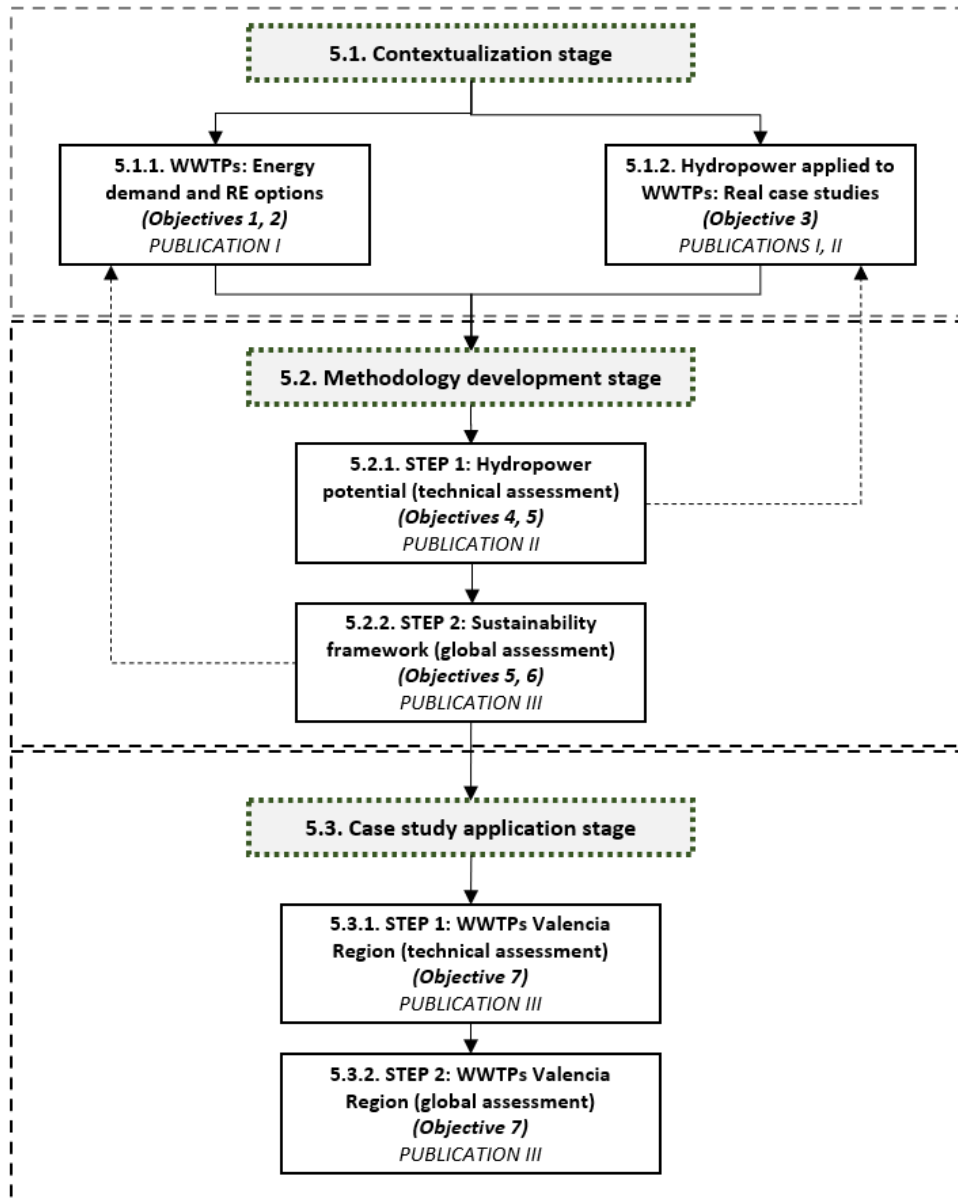 5.1. Contextualization stage
5.1.1. WWTPs: Energy
demand and RE options
(Objectives 1, 2)
PUBLICATION I
5.1.2. Hydropower applied to
WWTPs: Real case studies
(Objective 3)
PUBLICATIONS I, II
5.2. Methodology development stage
5.2.1. STEP 1: Hydropower
potential (technical assessment)
(Objectives 4, 5)
PUBLICATION II
5.2.2. STEP 2: Sustainability
framework (global assessment)
(Objectives 5, 6)
PUBLICATION III
5.3. Case study application stage
5.3.1. STEP 1: WWTPs Valencia
Region (technical assessment)
(Objective 7)
PUBLICATION III
5.3.2. STEP 2: WWTPs Valencia
Region (global assessment)
(Objective 7)
PUBLICATION III